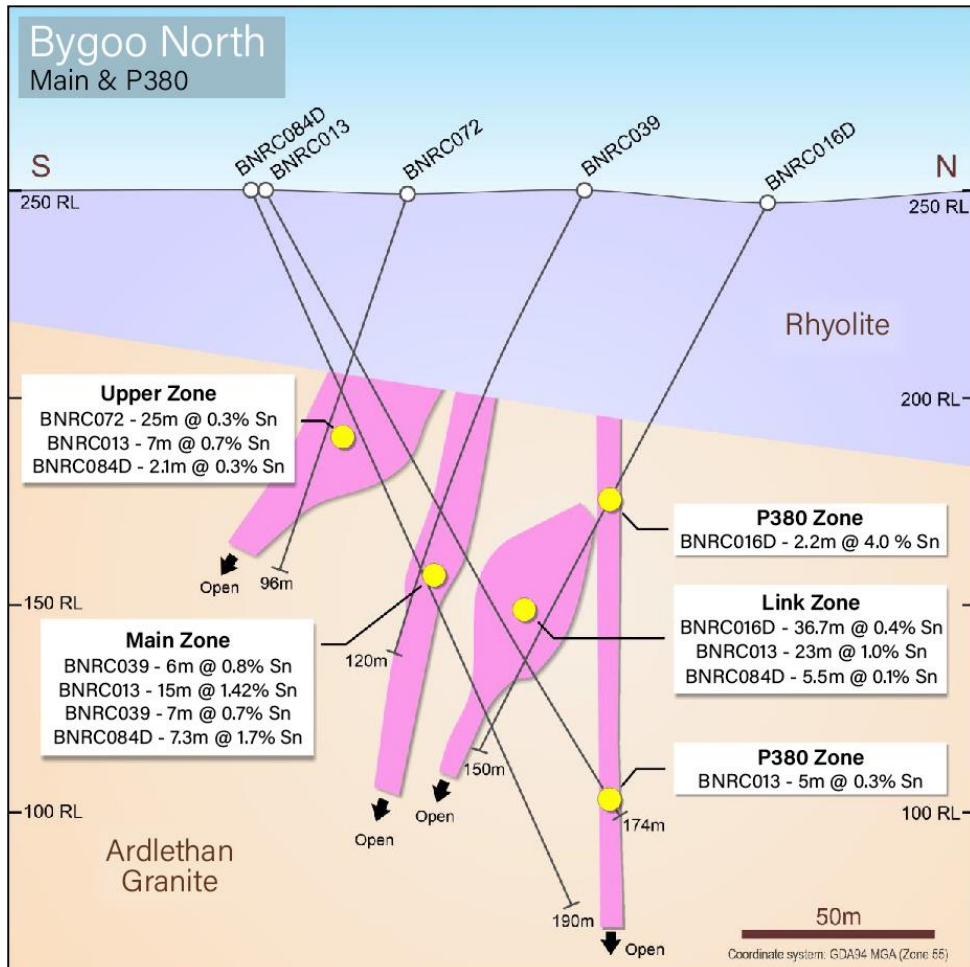 Bygoo North
Main & P380
BNRC084D
BNRC013
BNRC072
BNRC039
BNRC016D
S
N
250 RL
250 RL
Rhyolite
200 RL
Upper Zone
BNRC072 - 25m @ 0.3% Sn
BNRC013 - 7m @ 0.7% Sn
BNRC084D - 2.1m @ 0.3% Sn
P380 Zone
BNRC016D - 2.2m @ 4.0 % Sn
Open
96m
150 RL
Link Zone
BNRC016D - 36.7m @ 0.4% Sn
BNRC013 - 23m @ 1.0% Sn
BNRC084D - 5.5m @ 0.1% Sn
Main Zone
BNRC039 - 6m @ 0.8% Sn
BNRC013 - 15m @ 1.42% Sn
BNRC039 - 7m @ 0.7% Sn
BNRC084D - 7.3m @ 1.7% Sn
120m
150m
P380 Zone
BNRC013 - 5m @ 0.3% Sn
100 RL
100 RL
Open
Open
174m
Ardlethan
Granite
190m
Open
50m
Coordinate system: GDA94 MGA (Zone 55)